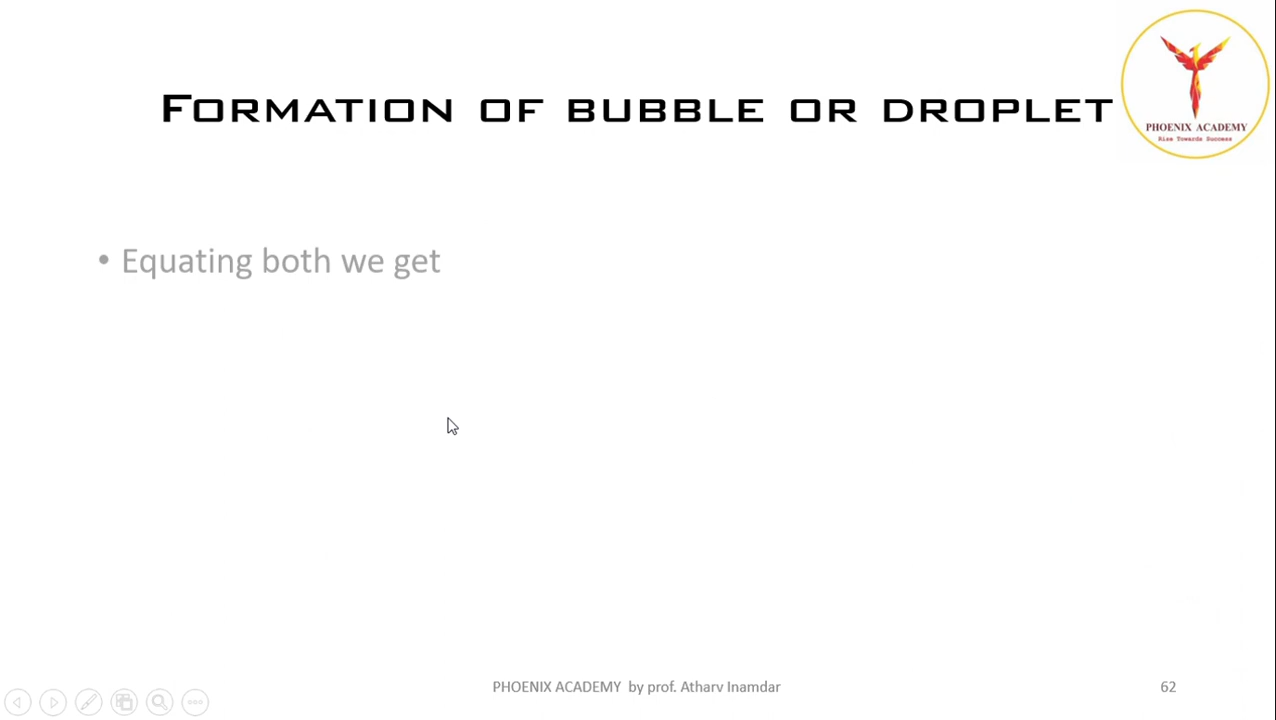 FORMATION OF BUBBLE OR DROPLET
PHOENIX ACADEMY
Rise Towards Success
• Equating both we get
PHOENIX ACADEMY by prof. Atharv Inamdar
62